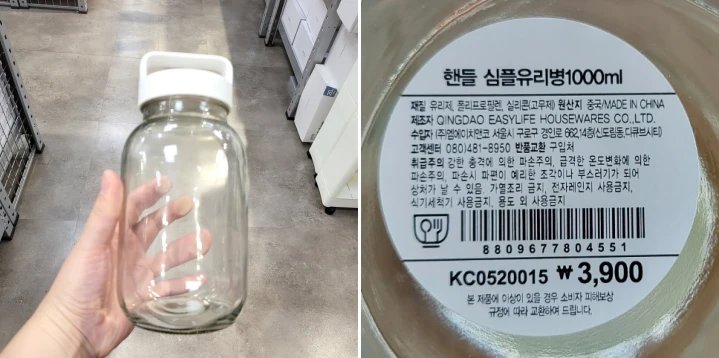 핸들 심플유리병1000ml
재질 유리제, 폴리프로필렌, 실리콘(고무제) 원산지 중국/MADE IN CHINA
제조자 QINGDAO EASYLIFE HOUSEWARES CO.,LTD.
수입자 (주)엠에이치앤코 서울시 구로구 경인로 662,14층(신도림동,디큐브시티)
고객센터 080)481-8950 반품교환 구입처
취급주의 강한 충격에 의한 파손주의, 급격한 온도변화에 의한
파손주의, 파손시 파편이 예리한 조각이나 부스러기가 되어
상처가 날 수 있음 가열조리 금지, 전자레인지 사용금지,
식기세척기 사용금지, 용도 외 사용금지
8809677804551
KC0520015 ₩3,900
본 제품에 이상이 있을 경우 소비자 피해보상
규정에 따라 교환하여 드립니다.